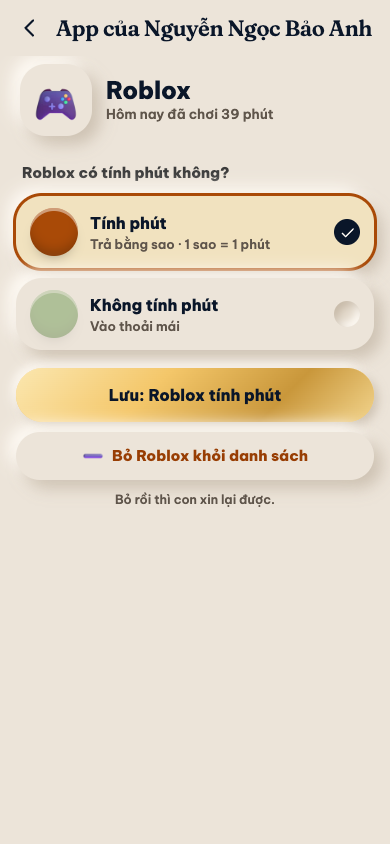 App của Nguyễn Ngọc Bảo Anh
Roblox
Hôm nay đã chơi 39 phút
Roblox có tính phút không?
Tính phút
Trả bằng sao · 1 sao = 1 phút
Không tính phút
Vào thoải mái
Lưu: Roblox tính phút
Bỏ Roblox khỏi danh sách
Bỏ rồi thì con xin lại được.